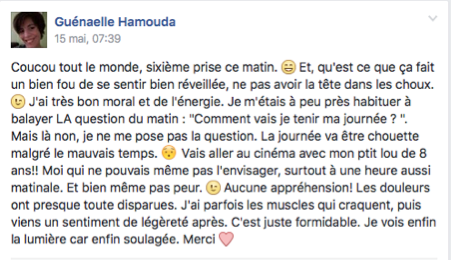 Guénaelle Hamouda
15 mai, 07:39
Coucou tout le monde, sixième prise ce matin. 😄 Et, qu'est ce que ça fait
un bien fou de se sentir bien réveillée, ne pas avoir la tête dans les choux.
😉 J'ai très bon moral et de l'énergie. Je m'étais à peu près habituer à
balayer LA question du matin : "Comment vais je tenir ma journée ? ".
Mais là non, je ne me pose pas la question. La journée va être chouette
malgré le mauvais temps. 😌 Vais aller au cinéma avec mon ptit lou de 8
ans!! Moi qui ne pouvais même pas l'envisager, surtout à une heure aussi
matinale. Et bien même pas peur. 😉 Aucune appréhension! Les douleurs
ont presque toute disparues. J'ai parfois les muscles qui craquent, puis
viens un sentiment de légèreté après. C'est juste formidable. Je vois enfin
la lumière car enfin soulagée. Merci 💗